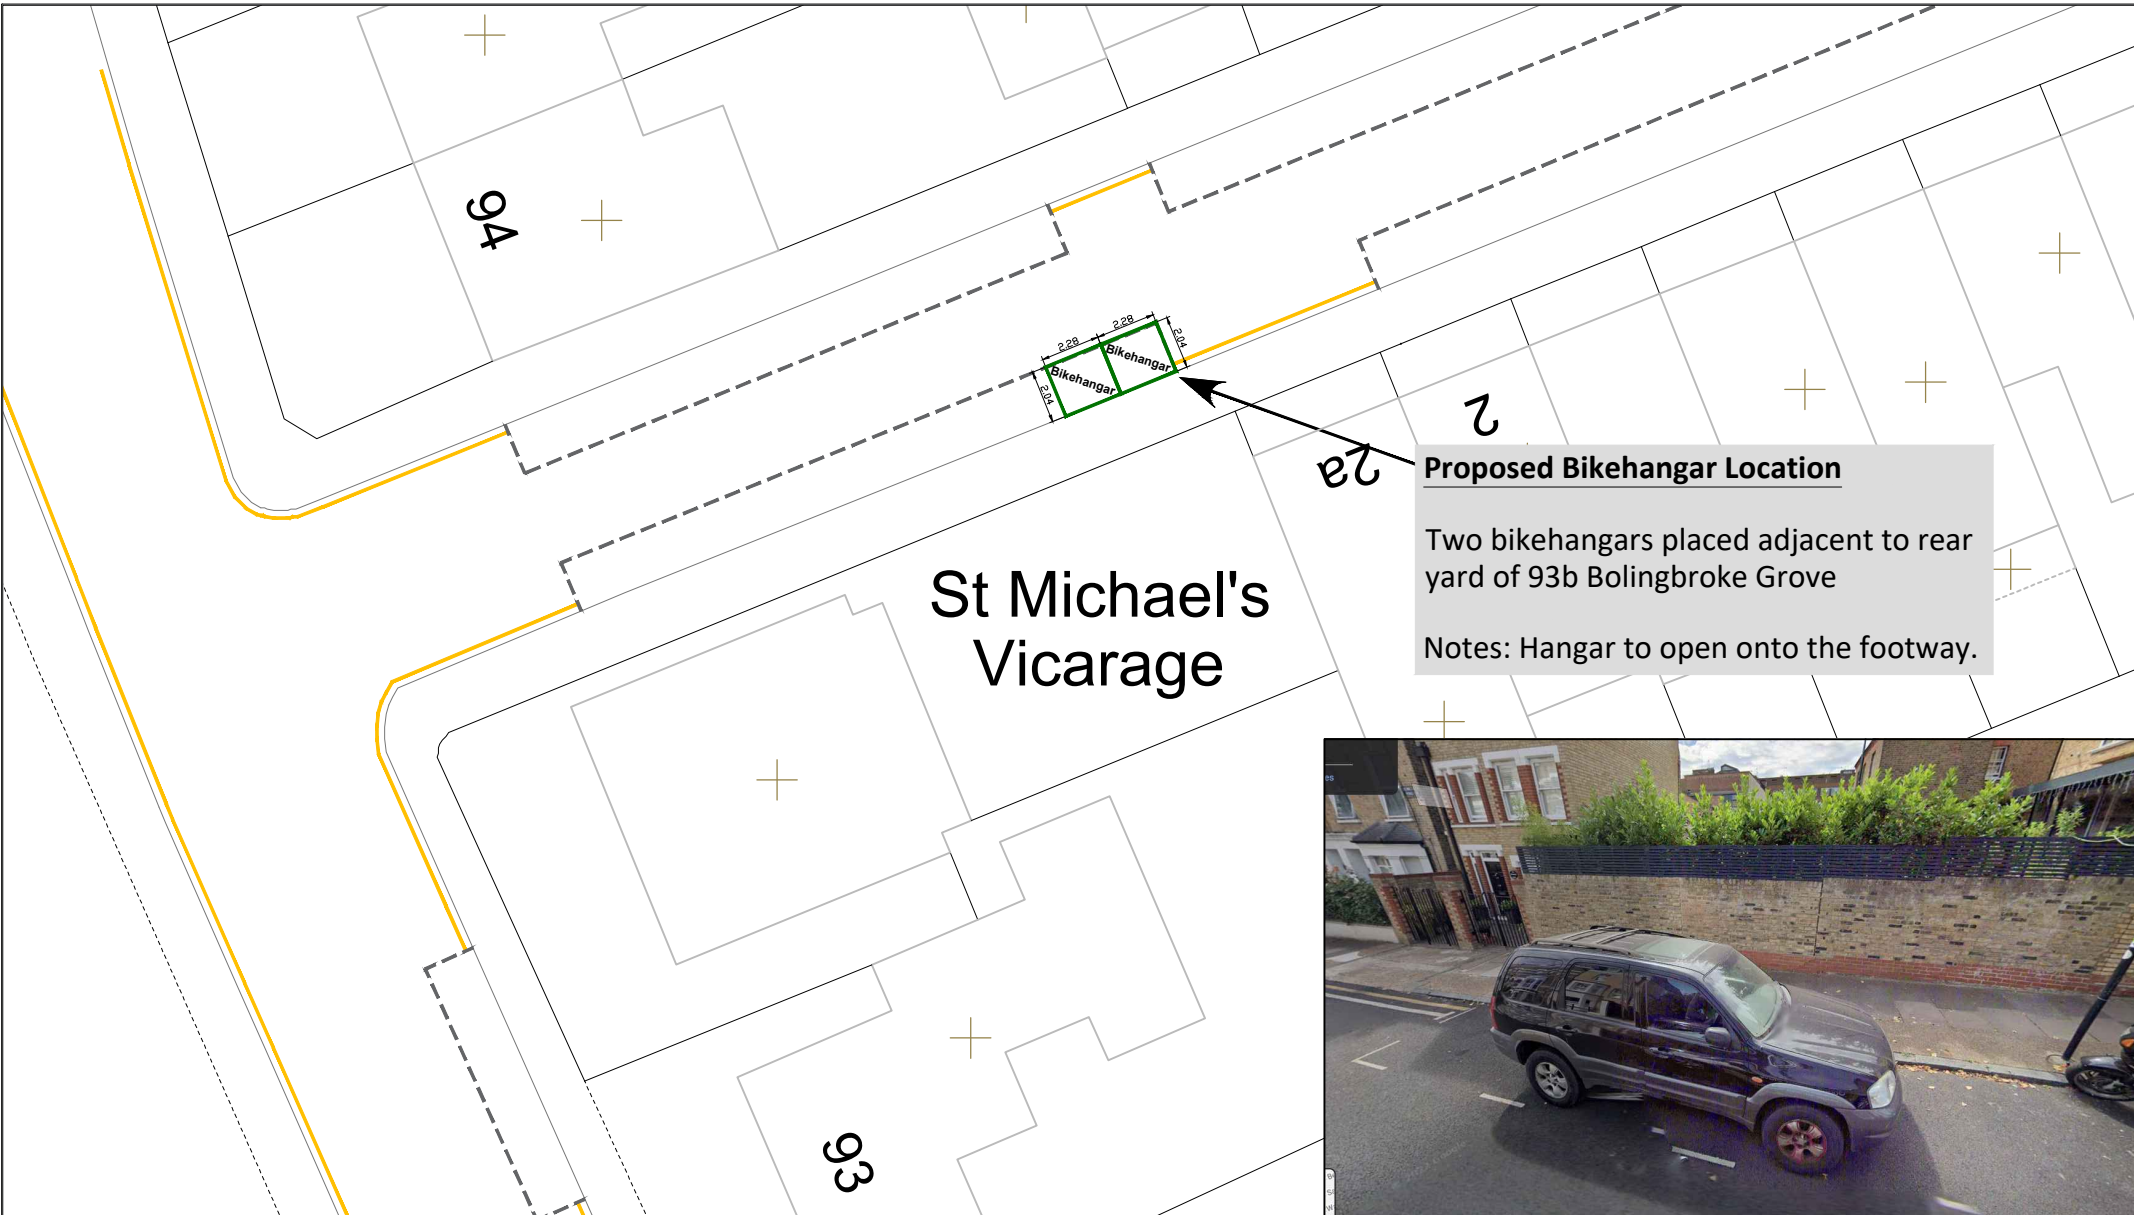 94
2.28
2.28
2.04
2.04
Bikehangar
Bikehangar
2
2a
Proposed Bikehangar Location
Two bikehangars placed adjacent to rear
yard of 93b Bolingbroke Grove
Notes: Hangar to open onto the footway.
St Michael's
Vicarage
93
es